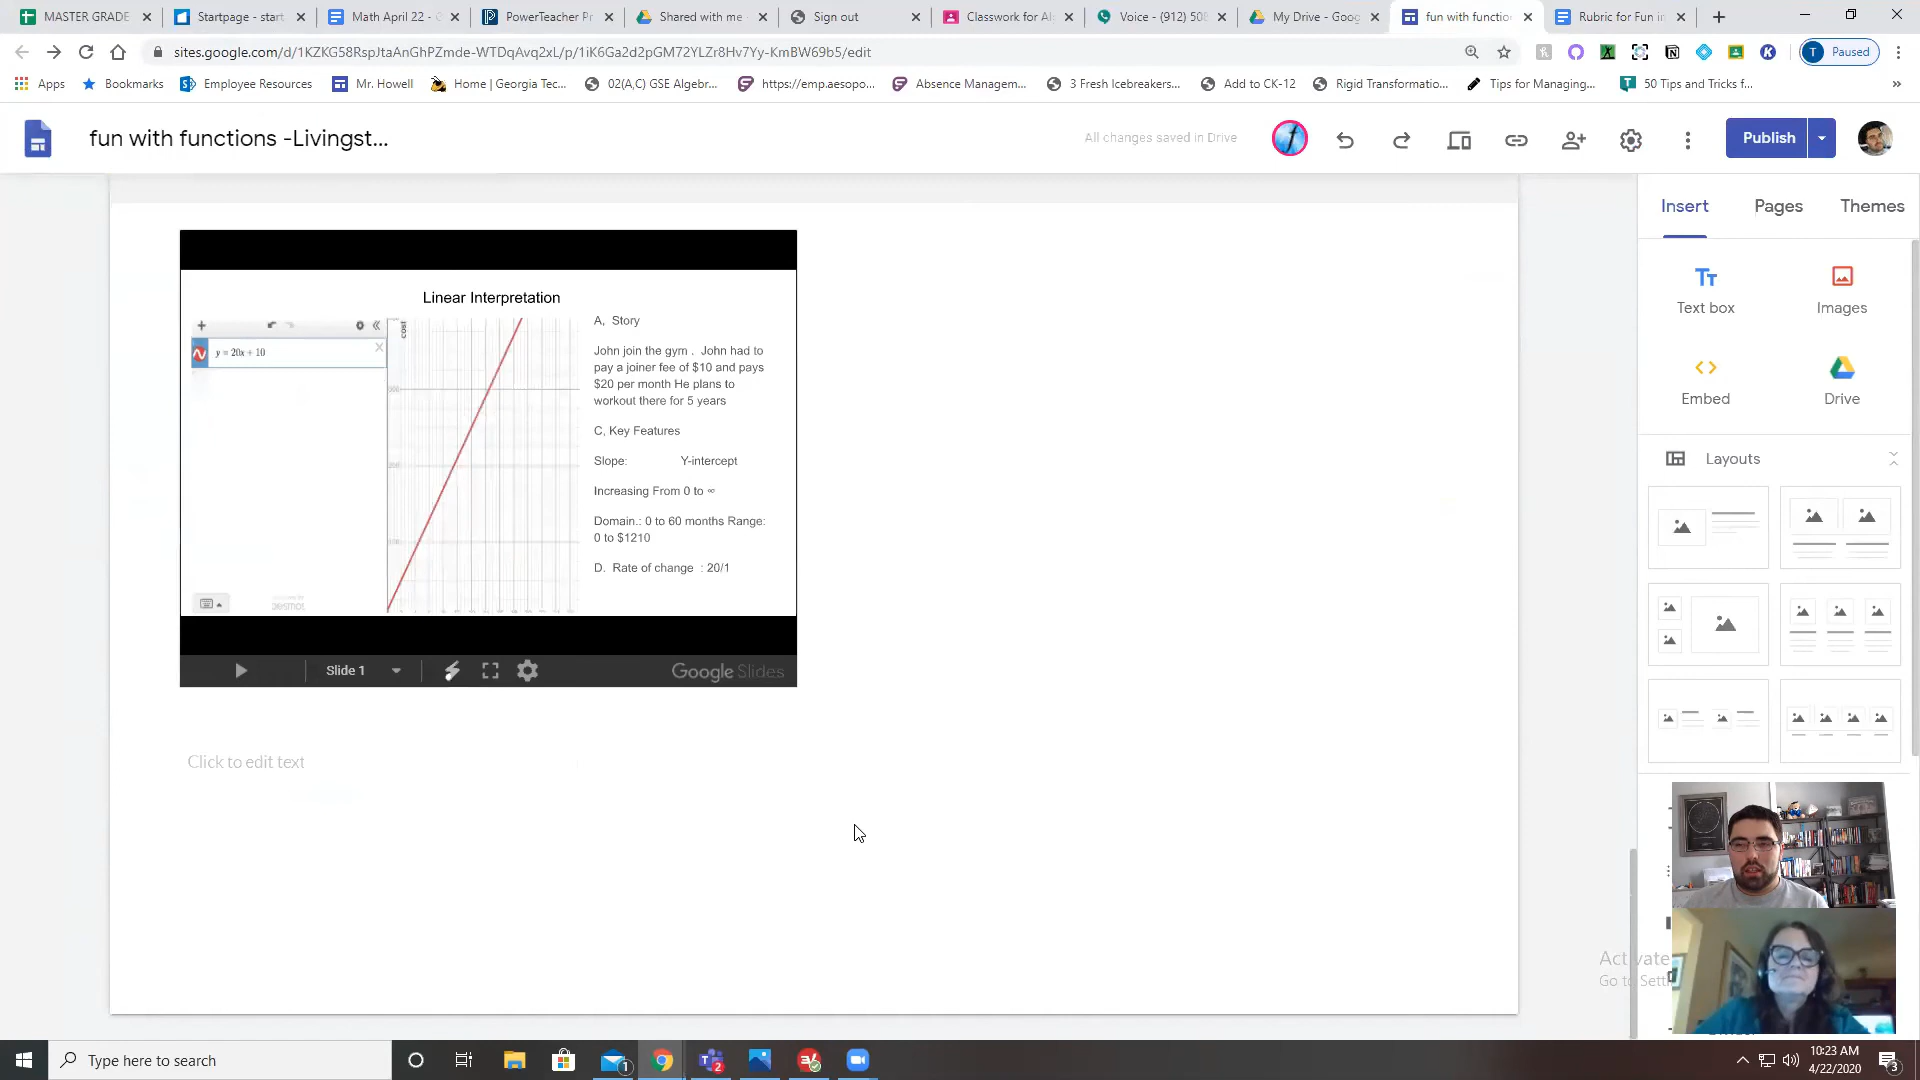 MASTER GRADE
Startpage - start
Math April 22 - G
PowerTeacher Pr
Shared with me -
Sign out
Classwork for Al
Voice - (912) 508
My Drive - Goog
fun with functio
Rubric for Fun in
sites.google.com/d/1KZKG58RspJtaAnGhPZmde-WTDqAvq2xL/p/1iK6Ga2d2pGM72YLZr8Hv7Yy-KmBW69b5/edit
Paused
Apps
Bookmarks
Employee Resources
Mr. Howell
Home | Georgia Tec...
02(A,C) GSE Algebr...
https://emp.aesopo...
Absence Managem...
3 Fresh Icebreakers...
Add to CK-12
Rigid Transformatio...
Tips for Managing...
50 Tips and Tricks f...
fun with functions -Livingst...
All changes saved in Drive
Publish
Insert
Pages
Themes
Text box
Images
Embed
Drive
Layouts
Linear Interpretation
y = 20x + 10
cost
A, Story
John join the gym . John had to
pay a joiner fee of $10 and pays
$20 per month He plans to
workout there for 5 years
C, Key Features
Slope: Y-intercept
Increasing From 0 to ∞
Domain.: 0 to 60 months Range:
0 to $1210
D. Rate of change : 20/1
desmos
Slide 1
Google Slides
Click to edit text
Activate
Go to Setti
Type here to search
10:23 AM
4/22/2020